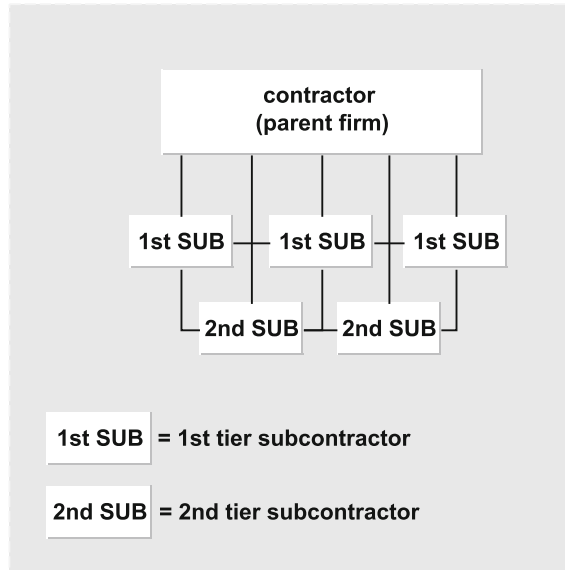 contractor
(parent firm)
1st SUB
1st SUB
1st SUB
2nd SUB
2nd SUB
1st SUB = 1st tier subcontractor
2nd SUB = 2nd tier subcontractor